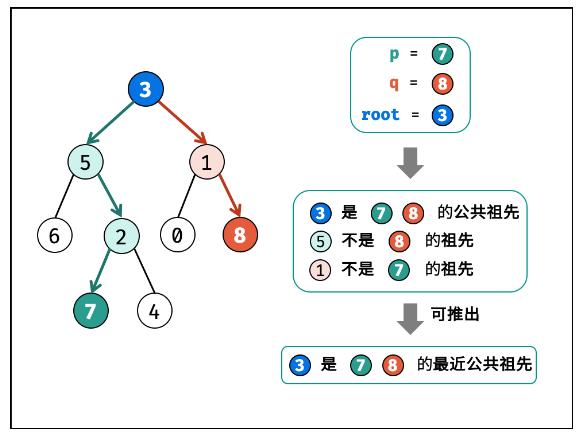 3
5
1
6
2
0
8
7
4
p = 7
q = 8
root = 3
3 是 7 8 的公共祖先
5 不是 8 的祖先
1 不是 7 的祖先
可推出
3 是 7 8 的最近公共祖先